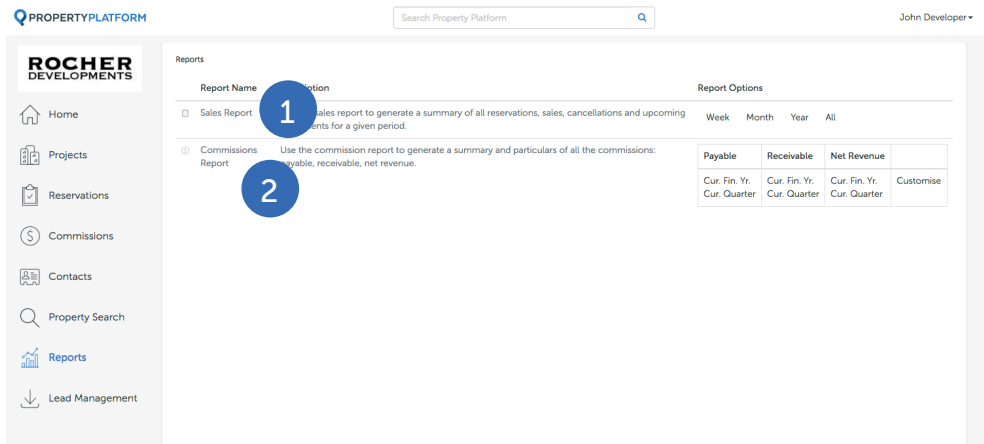 PROPERTYPLATFORM
Search Property Platform
John Developer
ROCHER
DEVELOPMENTS
Home
Projects
Reservations
Commissions
Contacts
Property Search
Reports
Lead Management
Reports
Report Name
Report Options
Sales Report
1
sales report to generate a summary of all reservations, sales, cancellations and upcoming
for a given period.
Week Month Year All
Commissions
Report
2
Use the commission report to generate a summary and particulars of all the commissions:
payable, receivable, net revenue.
Payable Receivable Net Revenue
Cur. Fin. Yr. Cur. Fin. Yr. Cur. Fin. Yr. Customise
Cur. Quarter Cur. Quarter Cur. Quarter